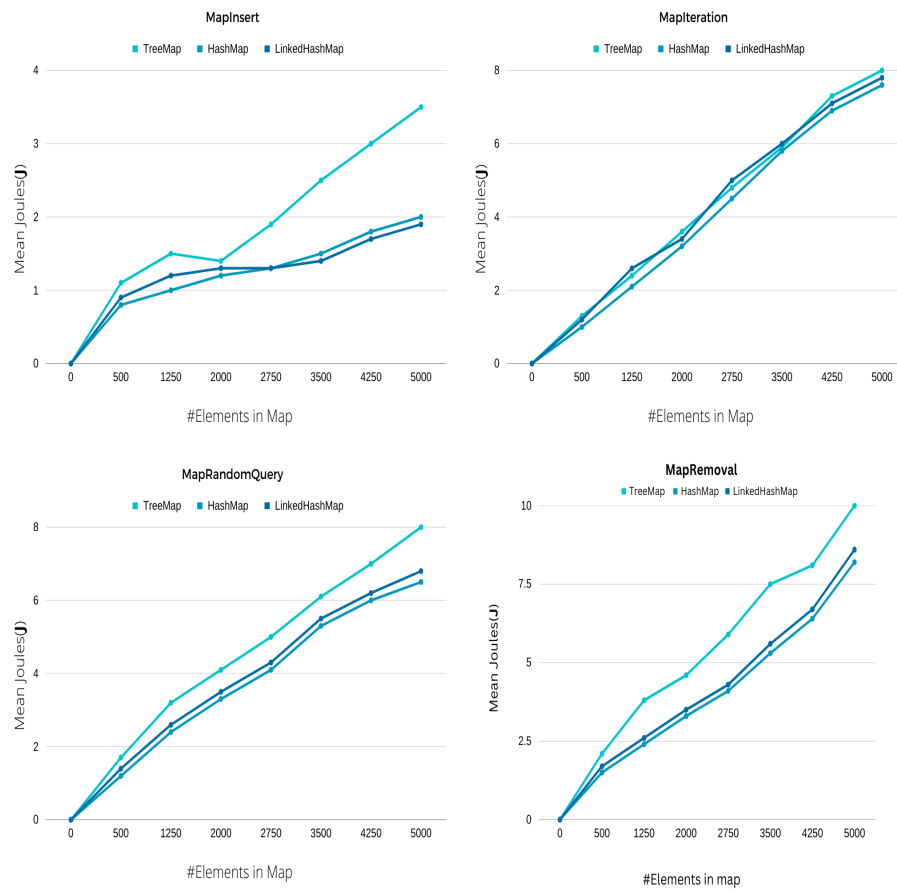 MapInsert
TreeMap HashMap LinkedHashMap
4
3
2
1
0
Mean Joules(J)
0 500 1250 2000 2750 3500 4250 5000
#Elements in Map
MapIteration
TreeMap HashMap LinkedHashMap
8
6
4
2
0
Mean Joules(J)
0 500 1250 2000 2750 3500 4250 5000
#Elements in Map
MapRandomQuery
TreeMap HashMap LinkedHashMap
8
6
4
2
0
Mean Joules(J)
0 500 1250 2000 2750 3500 4250 5000
#Elements in Map
MapRemoval
TreeMap HashMap LinkedHashMap
10
7.5
5
2.5
0
Mean Joules(J)
0 500 1250 2000 2750 3500 4250 5000
#Elements in map